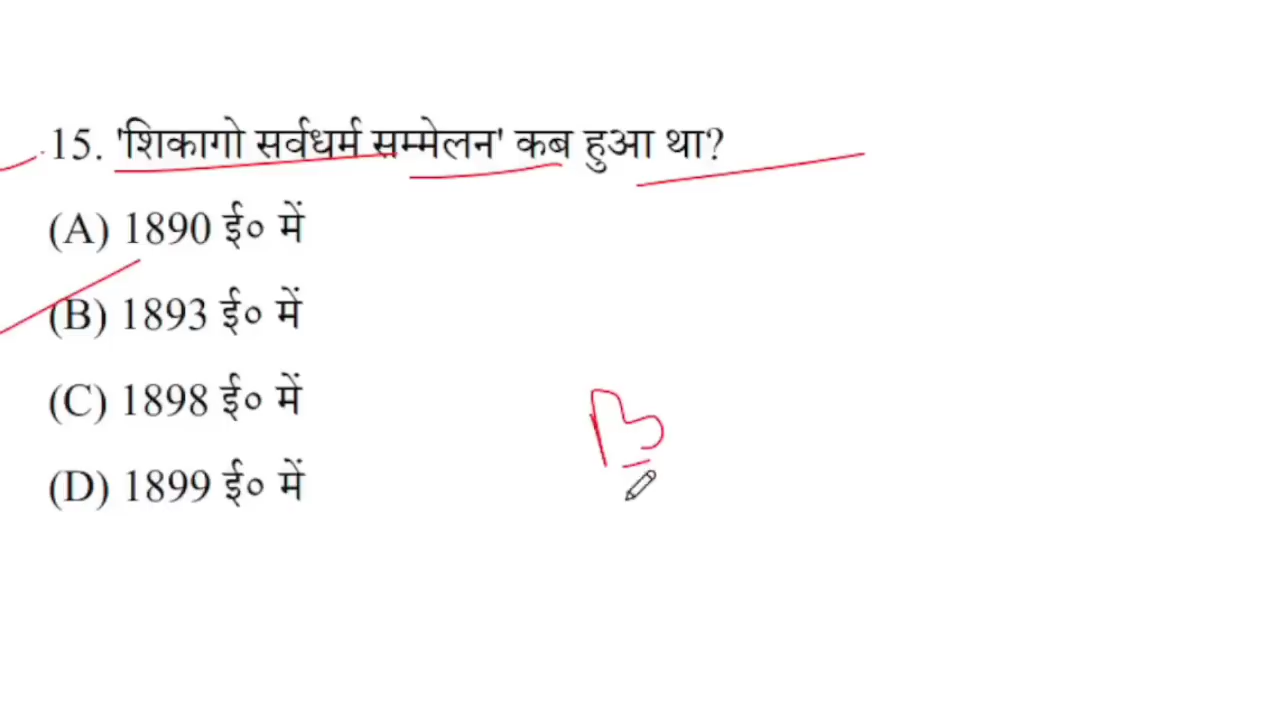 15. 'शिकागो सर्वधर्म सम्मेलन' कब हुआ था?
(A) 1890 ई० में
(B) 1893 ई० में
(C) 1898 ई० में
(D) 1899 ई० में
B